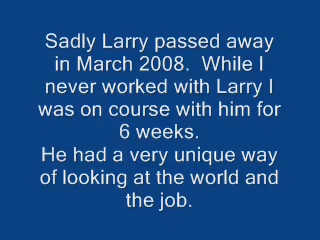 Sadly Larry passed away
in March 2008.  While I
never worked with Larry I
was on course with him for
6 weeks.
He had a very unique way
of looking at the world and
the job.